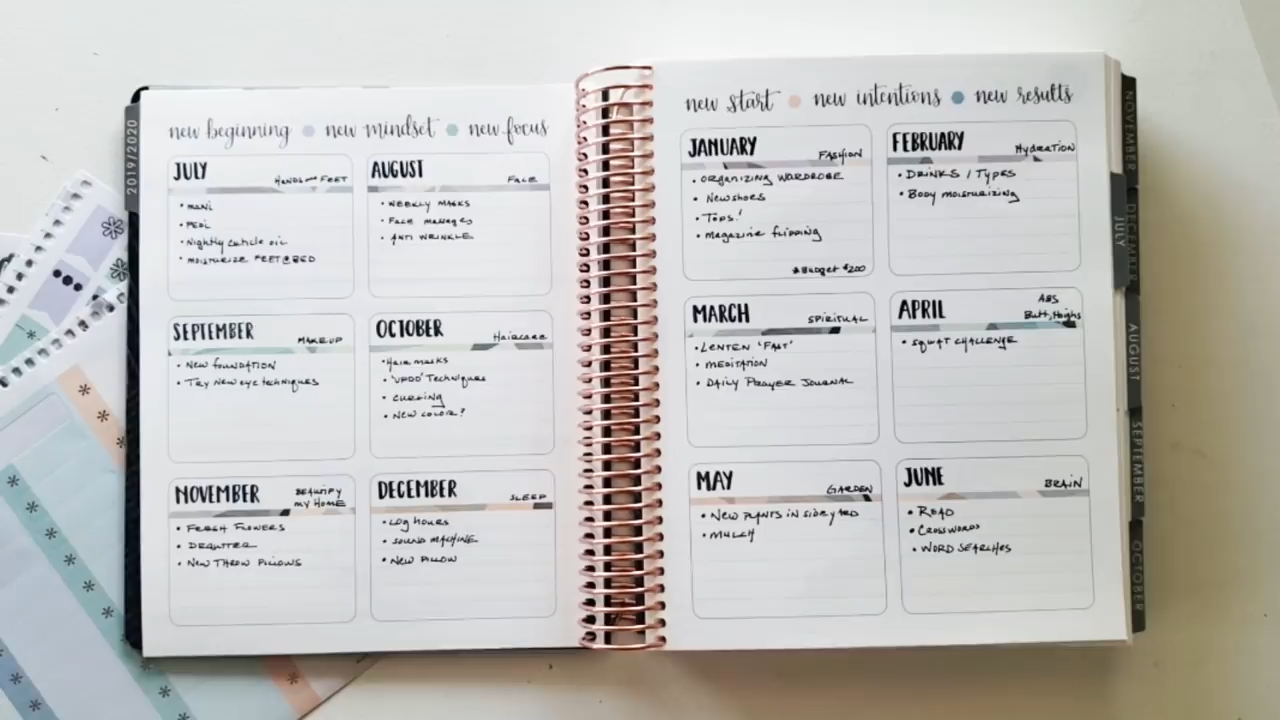 2019/2020
new beginning new mindset new focus
JULY
HANDS and FEET
• mani
• PEDI
• Nightly cuticle oil
• MOISTURIZE FEET @ BED
AUGUST
FACE
• WEEKLY MASKS
• FACE massages
• ANTI WRINKLE
SEPTEMBER
MAKEUP
• NEW FOUNDATION
• Try New eye techniques
OCTOBER
Haircare
• Hair masks
• "UPDO" Techniques
• CURLING
• NEW COLOR?
NOVEMBER
BEAUTIFY
MY HOME
• FRESH FLOWERS
• DECLUTTER
• NEW THROW PILLOWS
DECEMBER
SLEEP
• LOG HOURS
• SOUND MACHINE
• NEW PILLOW
new start new intentions new results
JANUARY
FASHION
• ORGANIZING WARDROBE
• New shoes
• Tops!
• Magazine flipping
* Budget $200
FEBRUARY
HYDRATION
• DRINKS / TYPES
• BODY MOISTURIZING
MARCH
SPIRITUAL
• LENTEN "FAST"
• MEDITATION
• DAILY PRAYER JOURNAL
APRIL
ABS
Butt, thighs
• SQUAT CHALLENGE
MAY
GARDEN
• NEW PLANTS IN SIDEYARD
• MULCH
JUNE
BRAIN
• READ
• CROSSWORDS
• WORD SEARCHES
JULY
AUGUST
SEPTEMBER
OCTOBER
NOVEMBER
DECEMBER